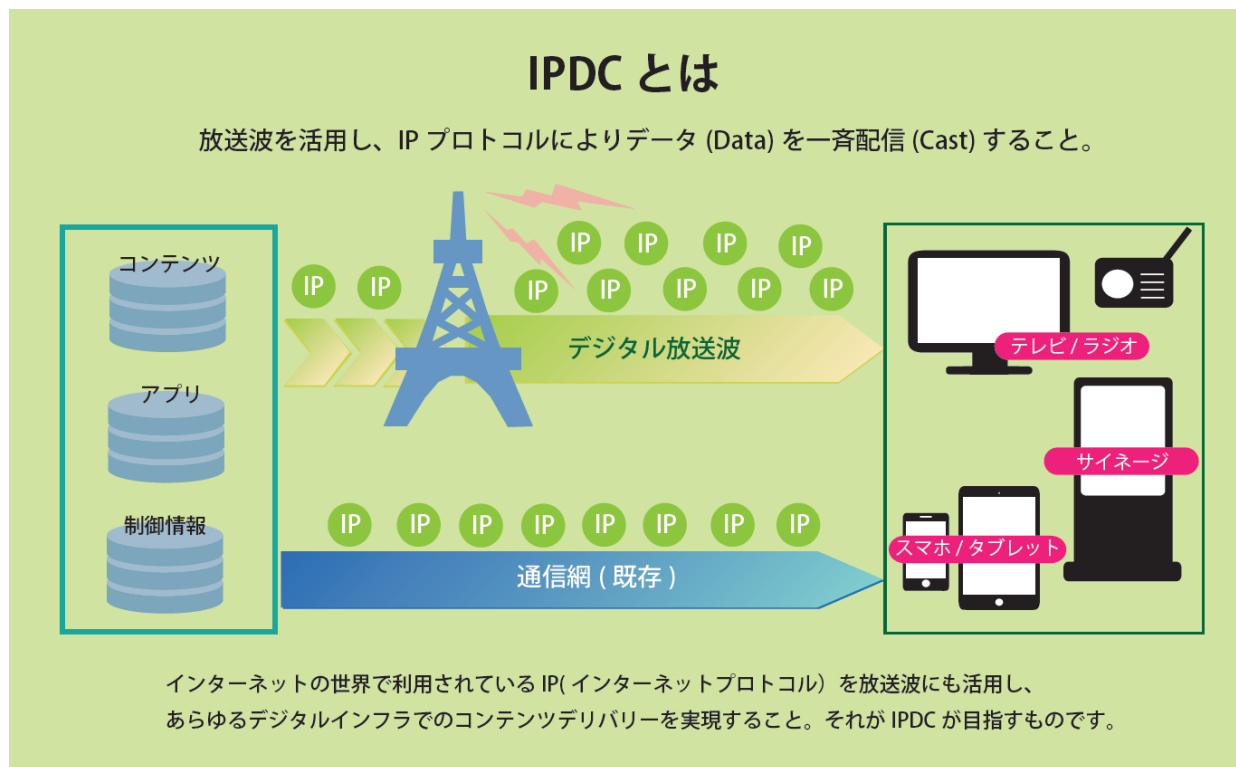 IPDC とは
放送波を活用し、IP プロトコルによりデータ (Data) を一斉配信 (Cast) すること。
コンテンツ
アプリ
制御情報
IP
IP
IP
IP
IP
IP
IP
IP
IP
IP
IP
デジタル放送波
IP
IP
IP
IP
IP
IP
IP
IP
通信網 ( 既存 )
テレビ / ラジオ
サイネージ
スマホ / タブレット
インターネットの世界で利用されている IP( インターネットプロトコル）を放送波にも活用し、
あらゆるデジタルインフラでのコンテンツデリバリーを実現すること。それが IPDC が目指すものです。